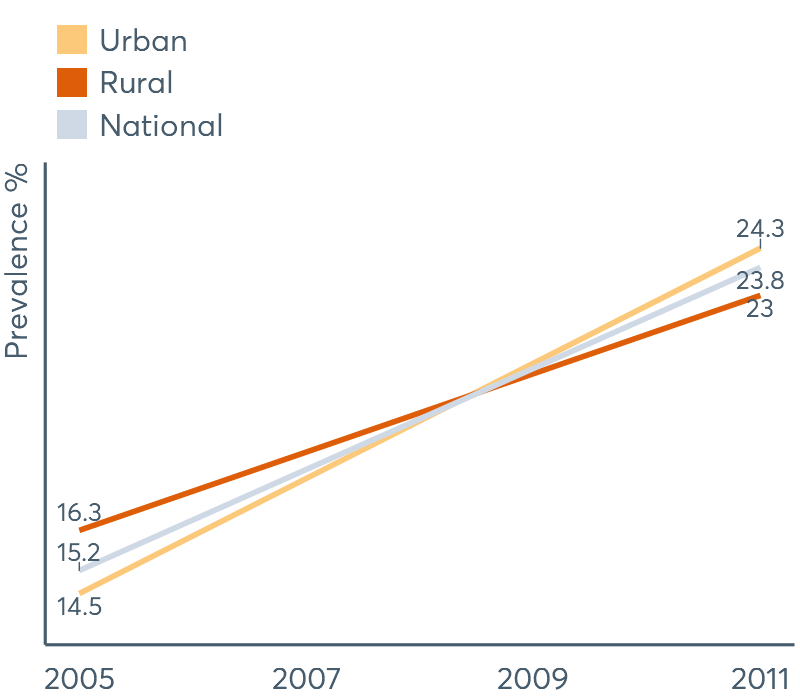 Urban
Rural
National
Prevalence %
24.3
23.8
23
16.3
15.2
14.5
2005 2007 2009 2011